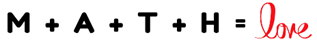 M + A + T + H = love